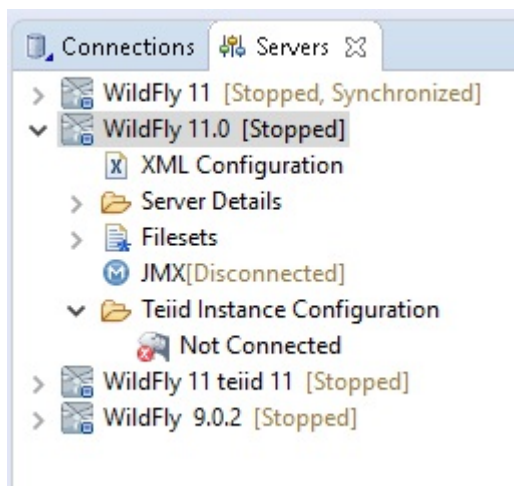 Connections Servers
WildFly 11 [Stopped, Synchronized]
WildFly 11.0 [Stopped]
XML Configuration
Server Details
Filesets
JMX[Disconnected]
Teiid Instance Configuration
Not Connected
WildFly 11 teiid 11 [Stopped]
WildFly 9.0.2 [Stopped]